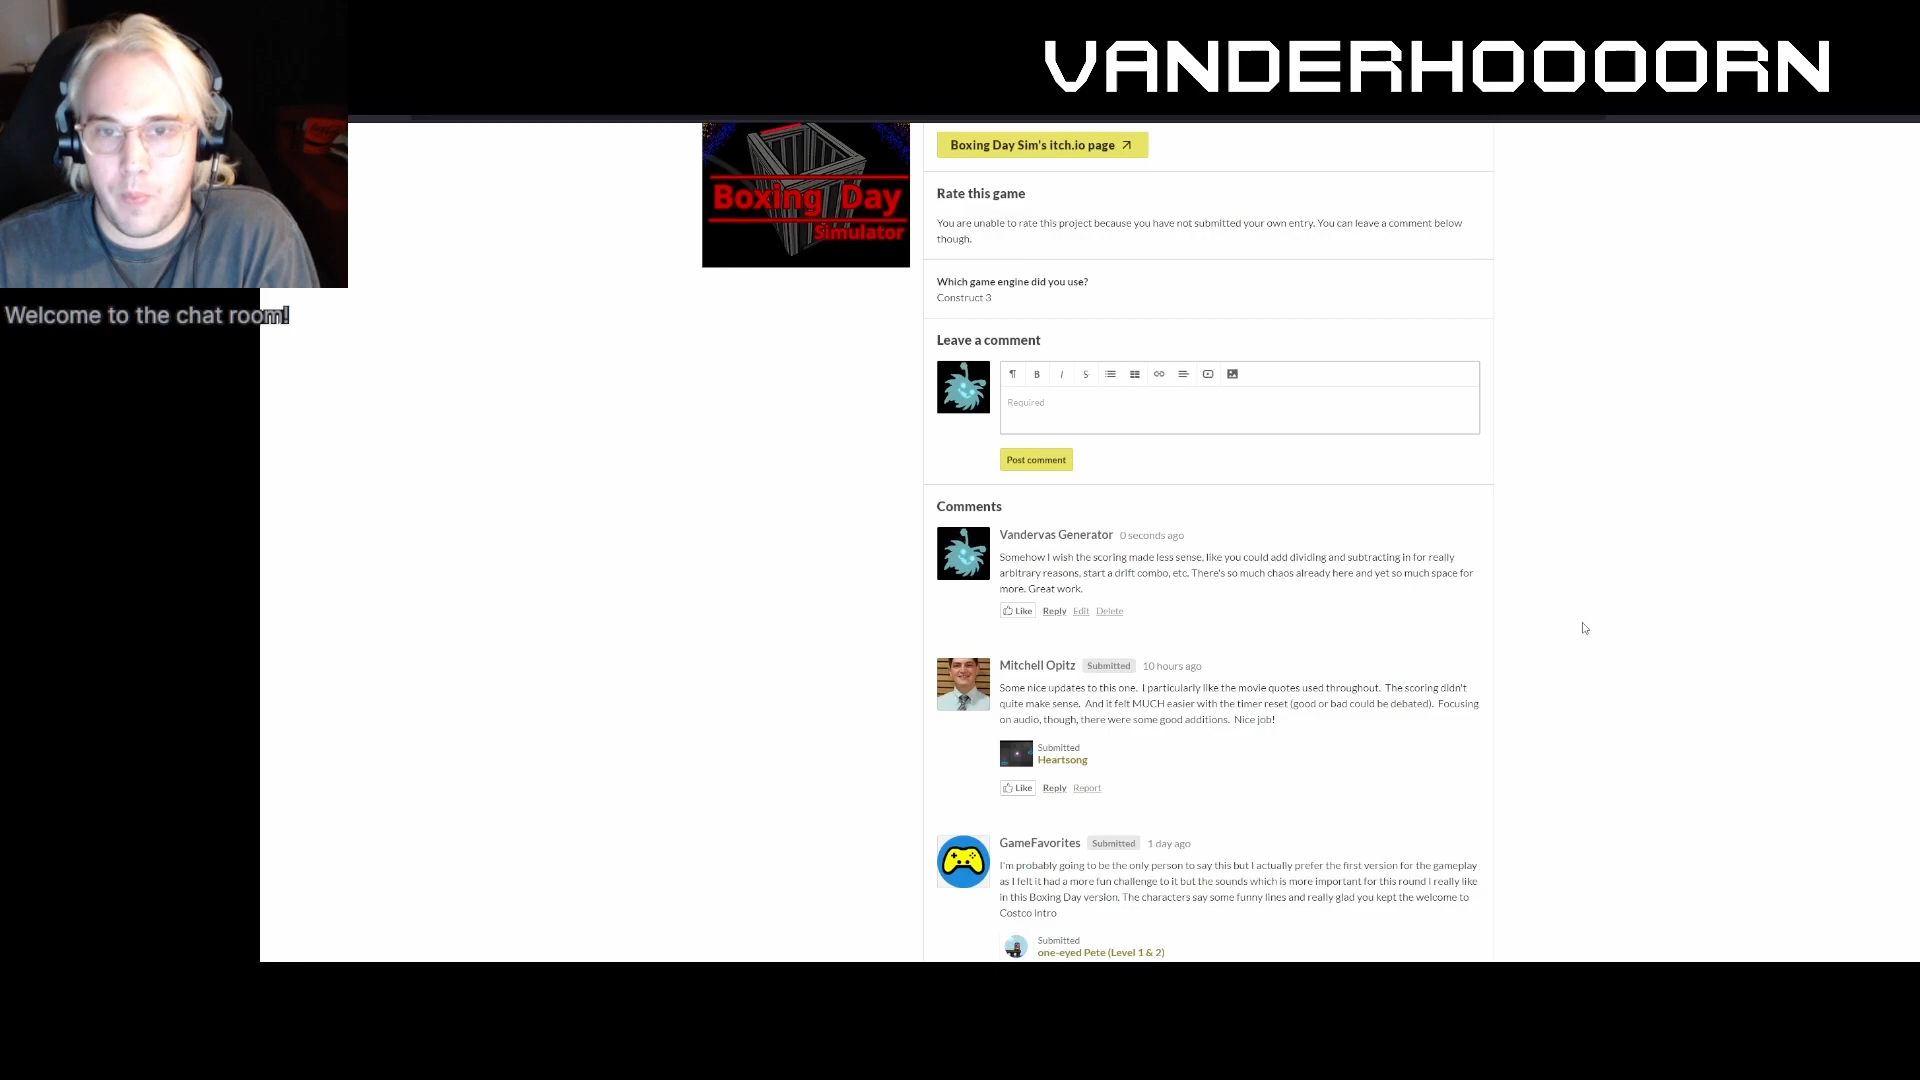 VANDERHOOOORN
Welcome to the chat room!
Boxing Day
Simulator
Boxing Day Sim's itch.io page
Rate this game
You are unable to rate this project because you have not submitted your own entry. You can leave a comment below
though.
Which game engine did you use?
Construct 3
Leave a comment
Required
Post comment
Comments
Vandervas Generator 0 seconds ago
Somehow I wish the scoring made less sense, like you could add dividing and subtracting in for really
arbitrary reasons, start a drift combo, etc. There's so much chaos already here and yet so much space for
more. Great work.
Like Reply Edit Delete
Mitchell Opitz Submitted 10 hours ago
Some nice updates to this one. I particularly like the movie quotes used throughout. The scoring didn't
quite make sense. And it felt MUCH easier with the timer reset (good or bad could be debated). Focusing
on audio, though, there were some good additions. Nice job!
Submitted
Heartsong
Like Reply Report
GameFavorites Submitted 1 day ago
I'm probably going to be the only person to say this but I actually prefer the first version for the gameplay
as I felt it had a more fun challenge to it but the sounds which is more important for this round I really like
in this Boxing Day version. The characters say some funny lines and really glad you kept the welcome to
Costco intro
Submitted
one-eyed Pete (Level 1 & 2)